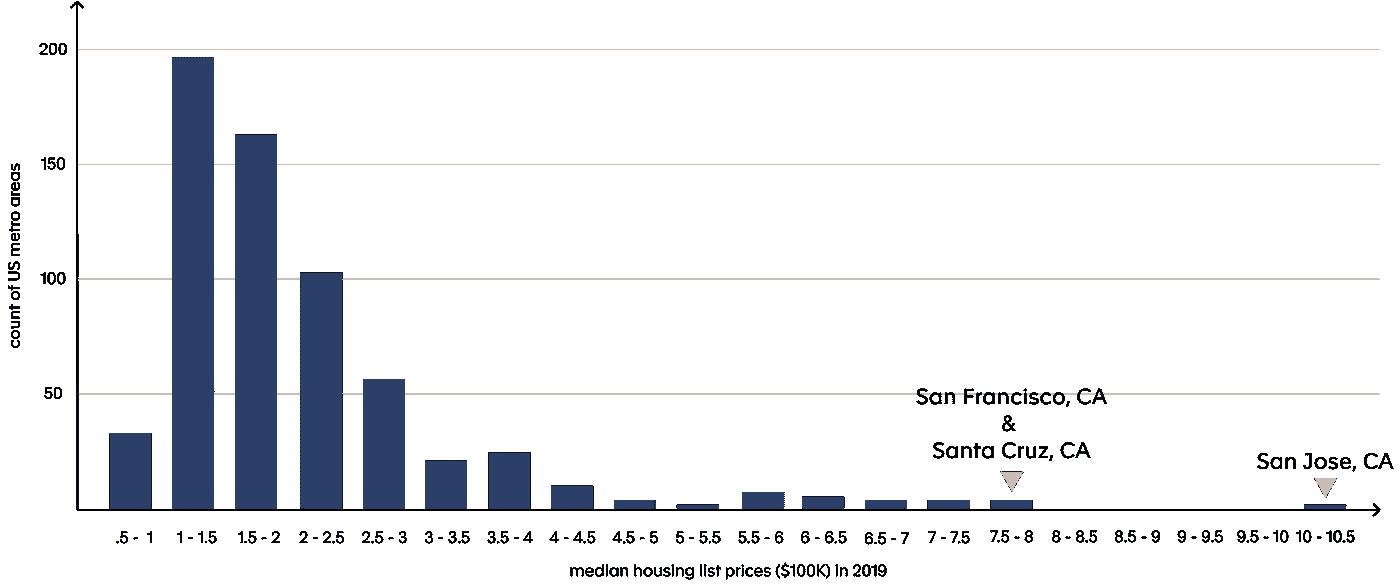 200
150
100
50
count of US metro areas
San Francisco, CA
&
Santa Cruz, CA
San Jose, CA
.5 - 1 1 - 1.5 1.5 - 2 2 - 2.5 2.5 - 3 3 - 3.5 3.5 - 4 4 - 4.5 4.5 - 5 5 - 5.5 5.5 - 6 6 - 6.5 6.5 - 7 7 - 7.5 7.5 - 8 8 - 8.5 8.5 - 9 9 - 9.5 9.5 - 10 10 - 10.5
median housing list prices ($100K) in 2019